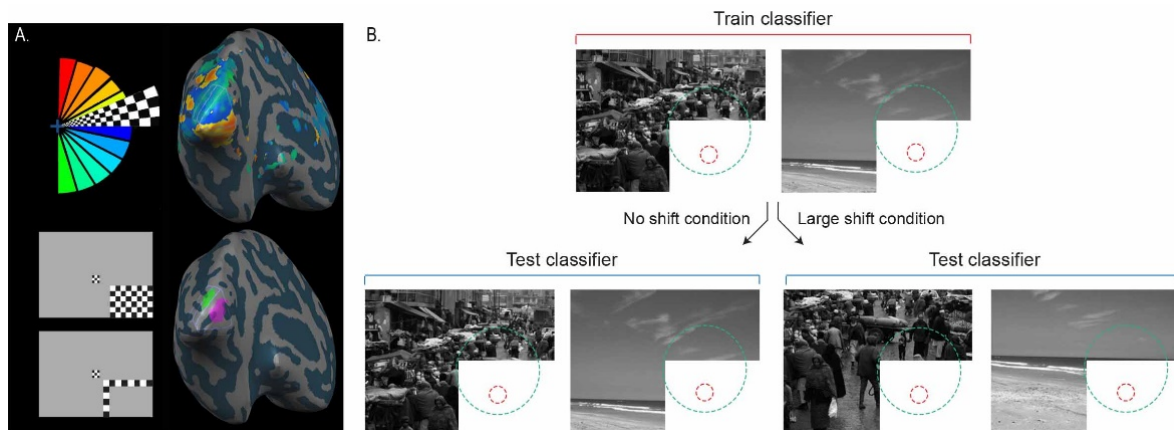 A.
B.
Train classifier
No shift condition
Large shift condition
Test classifier
Test classifier